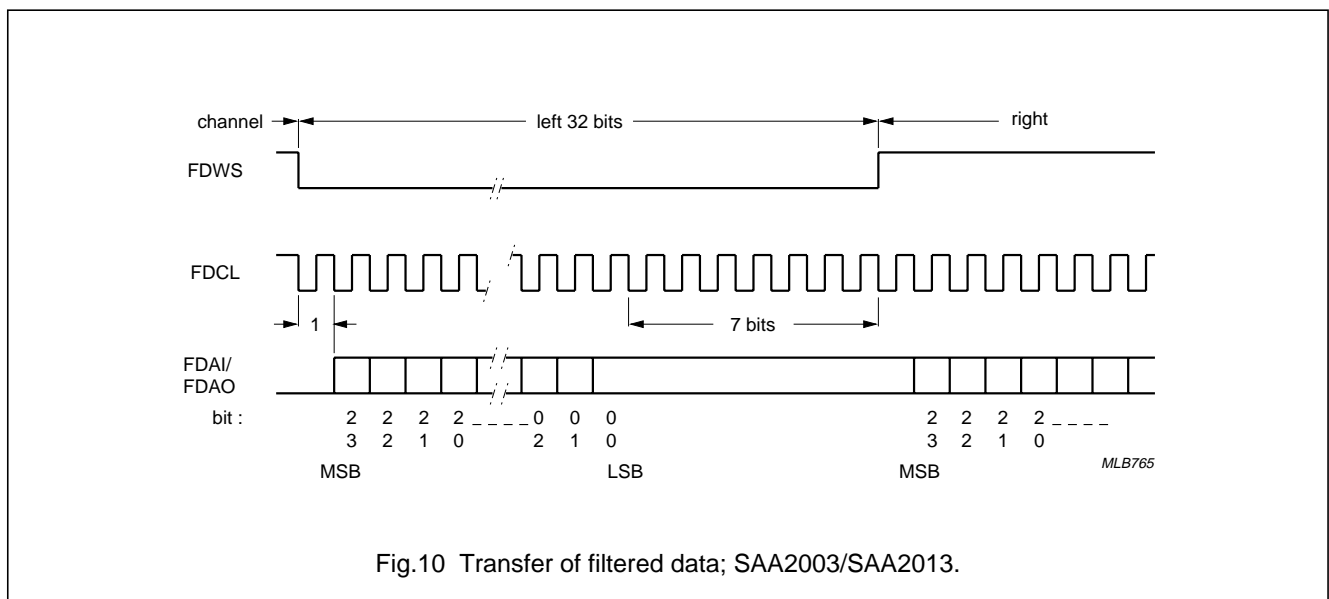 channel left 32 bits right
FDWS
FDCL
1 7 bits
FDAI/
FDAO
bit : 2 2 2 2 _ _ _ _ 0 0 0 2 2 2 2 _ _ _ _
3 2 1 0 2 1 0 3 2 1 0
MSB LSB MSB MLB765
Fig.10 Transfer of filtered data; SAA2003/SAA2013.